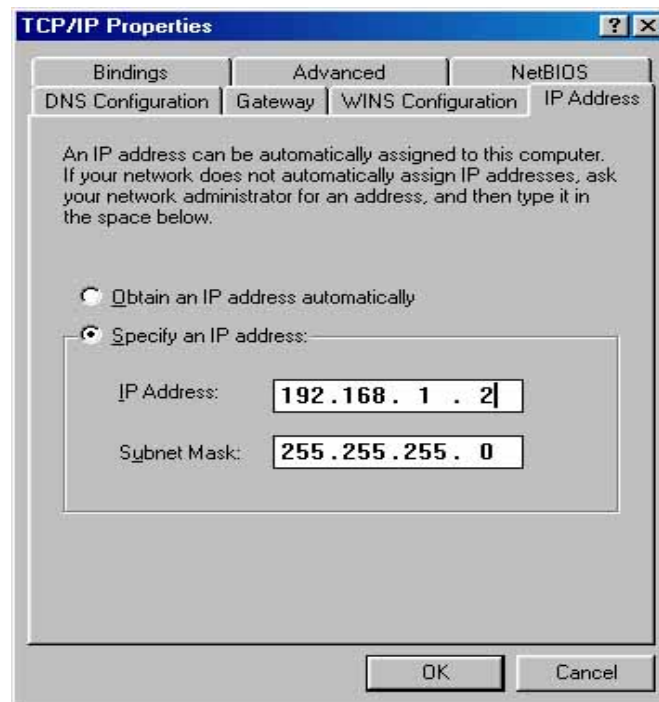 TCP/IP Properties ? ×
Bindings Advanced NetBIOS
DNS Configuration Gateway WINS Configuration IP Address
An IP address can be automatically assigned to this computer.
If your network does not automatically assign IP addresses, ask
your network administrator for an address, and then type it in
the space below.
Obtain an IP address automatically
Specify an IP address:
IP Address: 192.168. 1 . 2
Subnet Mask: 255.255.255. 0
OK Cancel